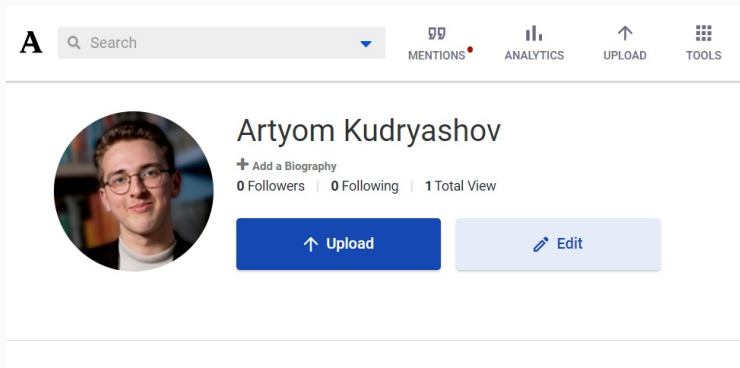 A Search MENTIONS ANALYTICS UPLOAD TOOLS
Artyom Kudryashov
Add a Biography
0 Followers | 0 Following | 1 Total View
Upload Edit